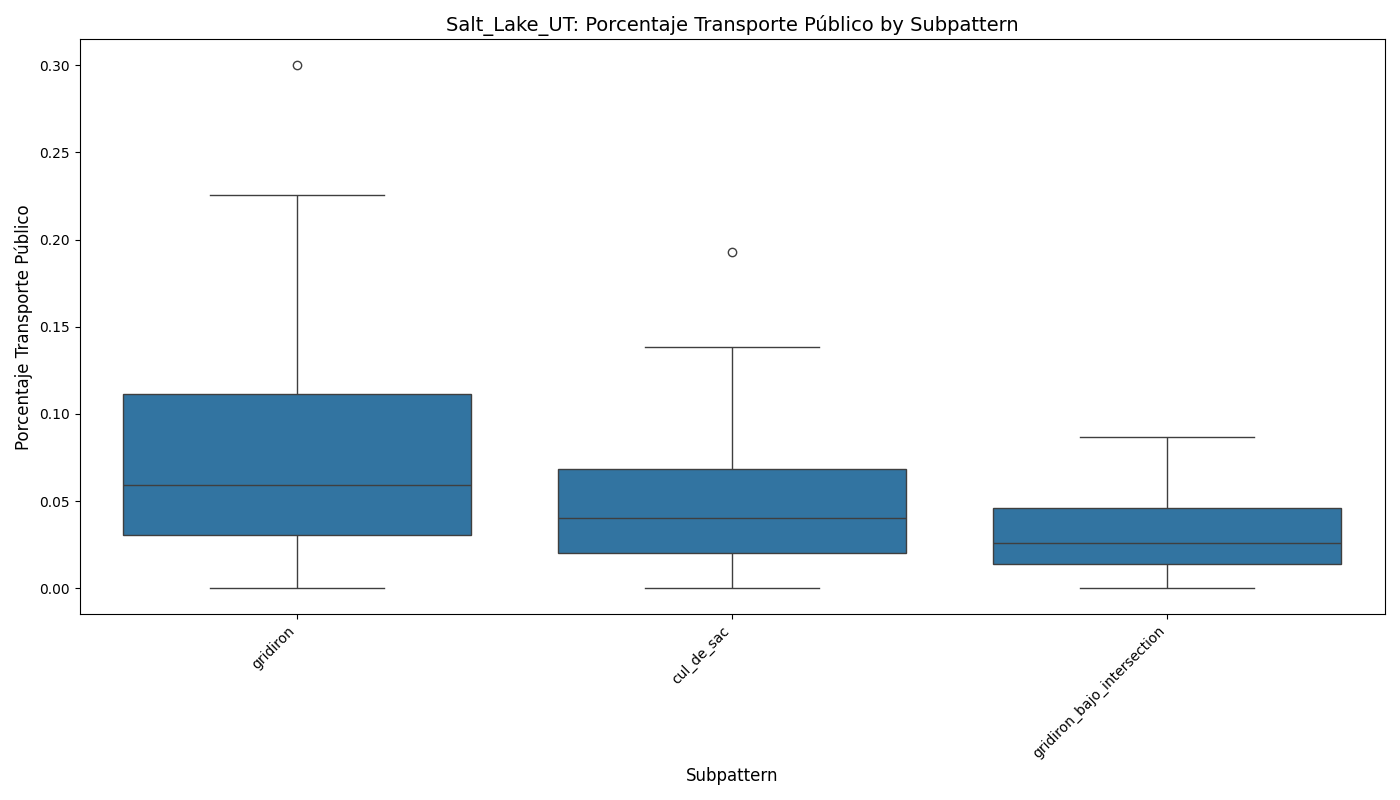 Salt_Lake_UT: Porcentaje Transporte Público by Subpattern
Porcentaje Transporte Público
0.30
0.25
0.20
0.15
0.10
0.05
0.00
gridiron
cul_de_sac
gridiron_bajo_intersection
Subpattern